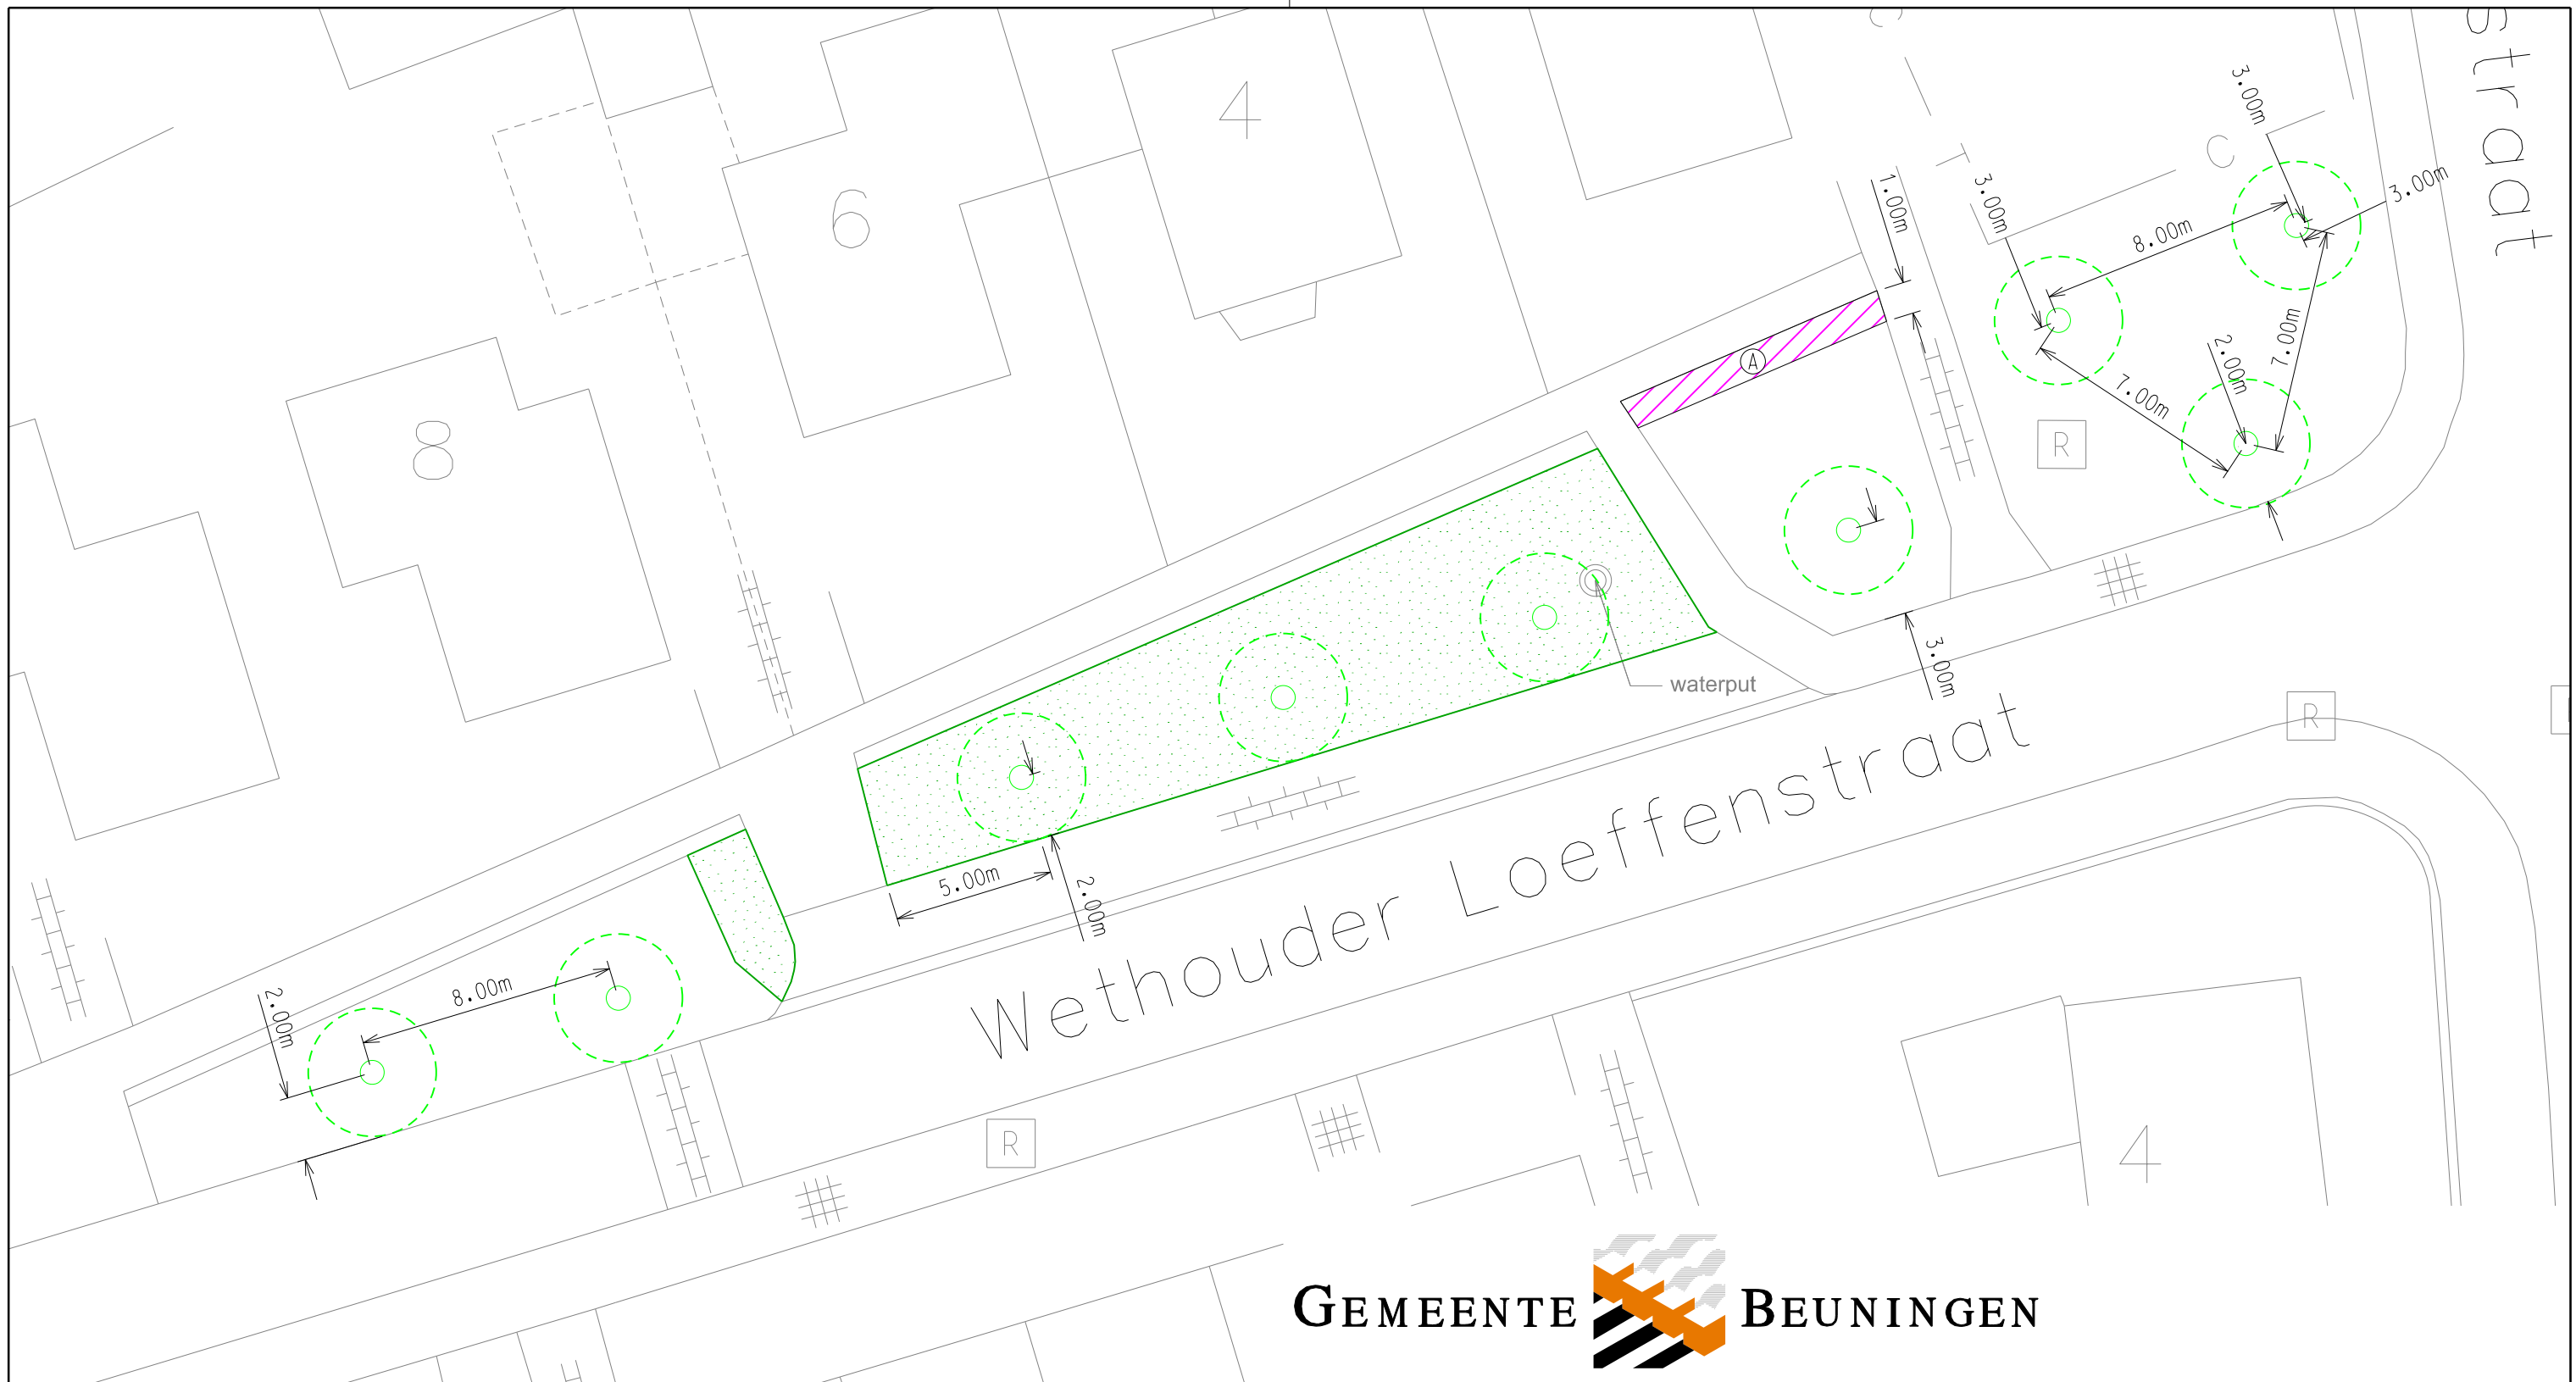 4
6
8
C
straat
3.00m
3.00m
3.00m
1.00m
8.00m
7.00m
2.00m
7.00m
A
R
waterput
3.00m
R
5.00m
2.00m
Wethouder Loeffenstraat
8.00m
2.00m
R
4
GEMEENTE BEUNINGEN